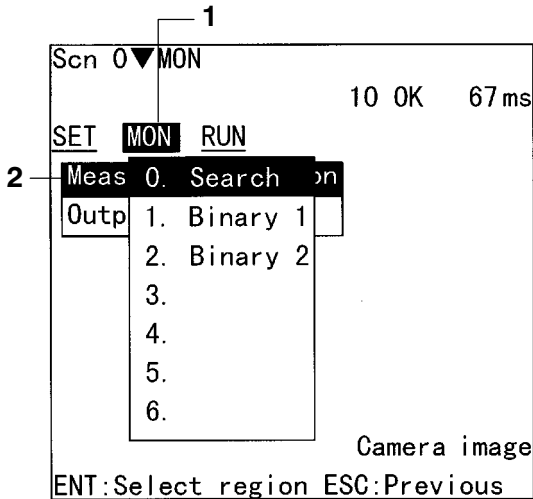 1
Scn 0▼MON
10 OK 67ms
SET MON RUN
2
Meas 0. Search on
Outp 1. Binary 1
2. Binary 2
3.
4.
5.
6.
Camera image
ENT:Select region ESC:Previous